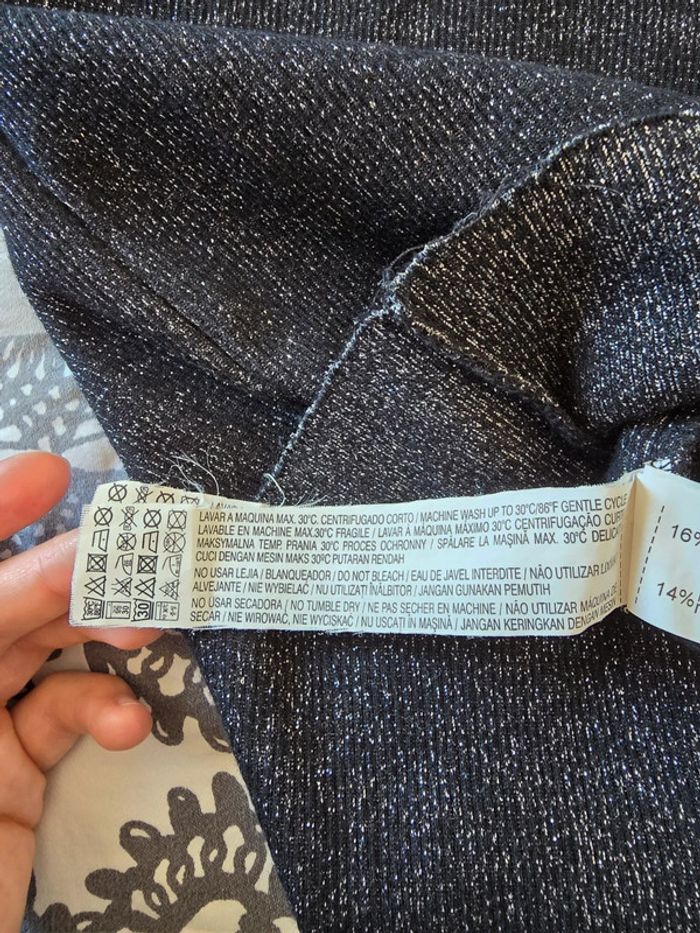 LAVAR A MAQUINA MAX. 30°C. CENTRIFUGADO CORTO / MACHINE WASH UP TO 30°C/86°F GENTLE CYCLE
LAVABLE EN MACHINE MAX.30°C FRAGILE / LAVAR À MÁQUINA MÁXIMO 30°C CENTRIFUGAÇÃO
MAKSYMALNA TEMP. PRANIA 30°C PROCES OCHRONNY / SPĂLARE LA MAŞINĂ MAX. 30°C DELICA
CUCI DENGAN MESIN MAKS 30ºC PUTARAN RENDAH
NO USAR LEJIA / BLANQUEADOR / DO NOT BLEACH / EAU DE JAVEL INTERDITE / NÃO UTILIZAR
ALVEJANTE / NIE WYBIELAĆ / NU UTILIZAȚI ÎNĂLBITOR / JANGAN GUNAKAN PEMUTIH
NO USAR SECADORA / NO TUMBLE DRY / NE PAS SECHER EN MACHINE / NÃO UTILIZAR MÁQUINA DE
SECAR / NIE WIROWAĆ, NIE WYCISKAĆ / NU USCAȚI ÎN MAŞINĂ / JANGAN KERINGKAN DENGAN MESIN
16%
14%